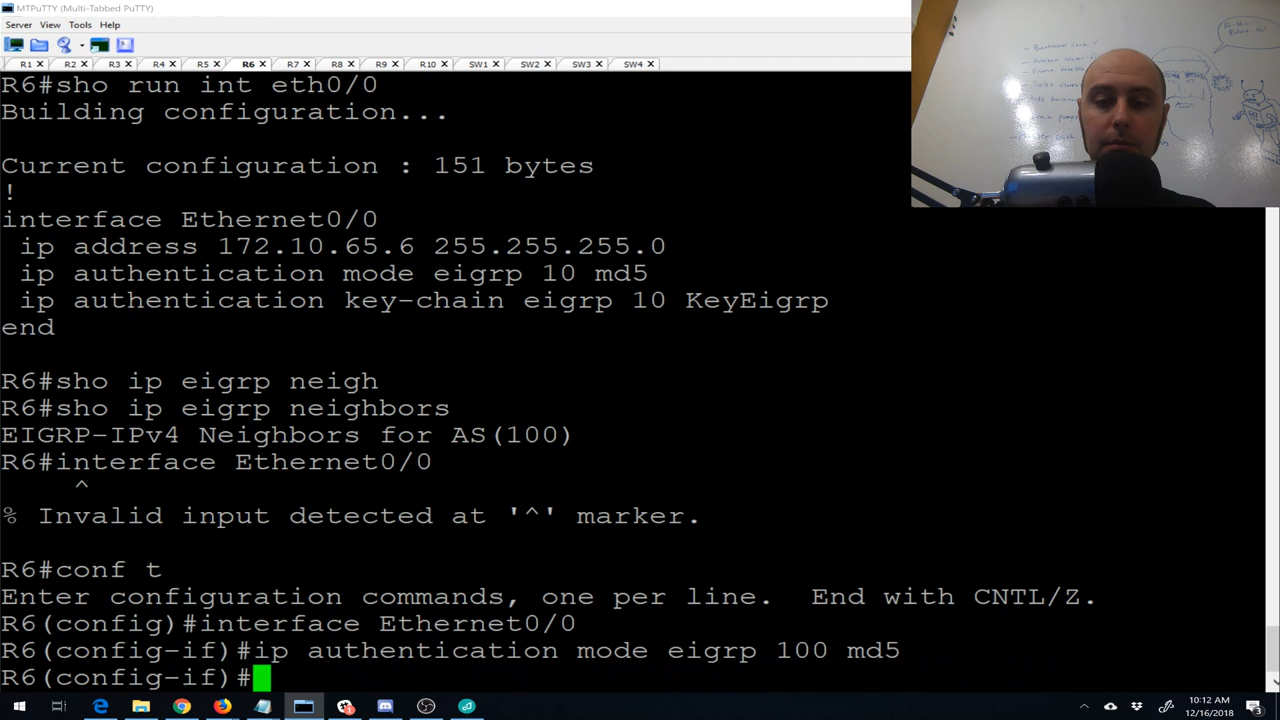 MTPuTTY (Multi-Tabbed PuTTY)
Server View Tools Help
R1 R2 R3 R4 R5 R6 R7 R8 R9 R10 SW1 SW2 SW3 SW4
R6#sho run int eth0/0
Building configuration...
Current configuration : 151 bytes
!
interface Ethernet0/0
ip address 172.10.65.6 255.255.255.0
ip authentication mode eigrp 10 md5
ip authentication key-chain eigrp 10 KeyEigrp
end
R6#sho ip eigrp neigh
R6#sho ip eigrp neighbors
EIGRP-IPv4 Neighbors for AS(100)
R6#interface Ethernet0/0
^
% Invalid input detected at '^' marker.
R6#conf t
Enter configuration commands, one per line.  End with CNTL/Z.
R6(config)#interface Ethernet0/0
R6(config-if)#ip authentication mode eigrp 100 md5
R6(config-if)#
10:12 AM
12/16/2018
3